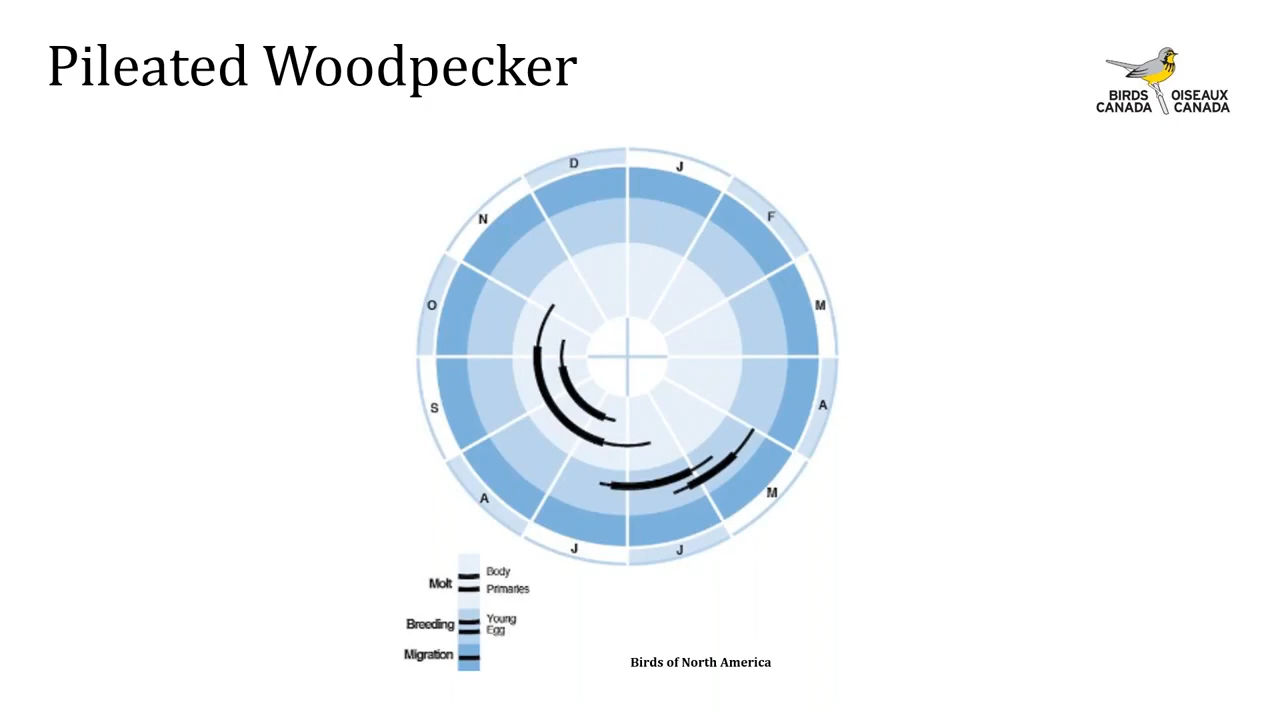 Pileated Woodpecker
BIRDS OISEAUX
CANADA CANADA
D
J
N
F
O
M
S
A
A
M
J
J
Molt
Body
Primaries
Breeding
Young
Egg
Migration
Birds of North America